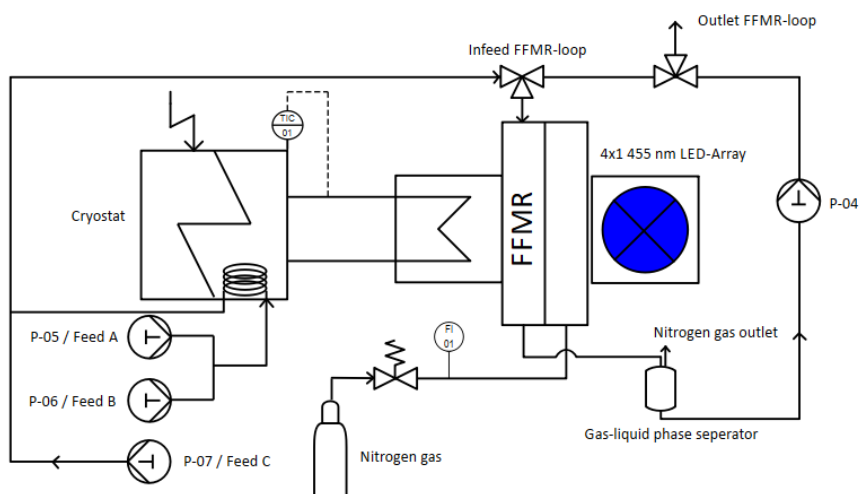 Outlet FFMR-loop
Infeed FFMR-loop
TIC
01
4x1 455 nm LED-Array
Cryostat
FFMR
P-04
P-05 / Feed A
FI
01
Nitrogen gas outlet
P-06 / Feed B
Gas-liquid phase seperator
P-07 / Feed C
Nitrogen gas